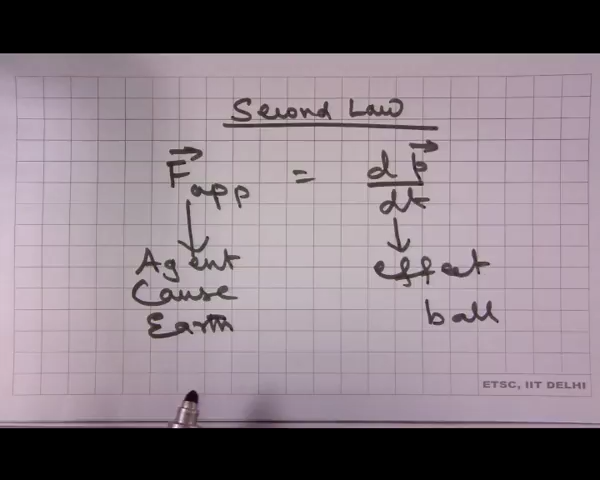 Second Law
F⃗app = dp⃗/dt
Agent effect
Cause
Earth ball
ETSC, IIT DELHI